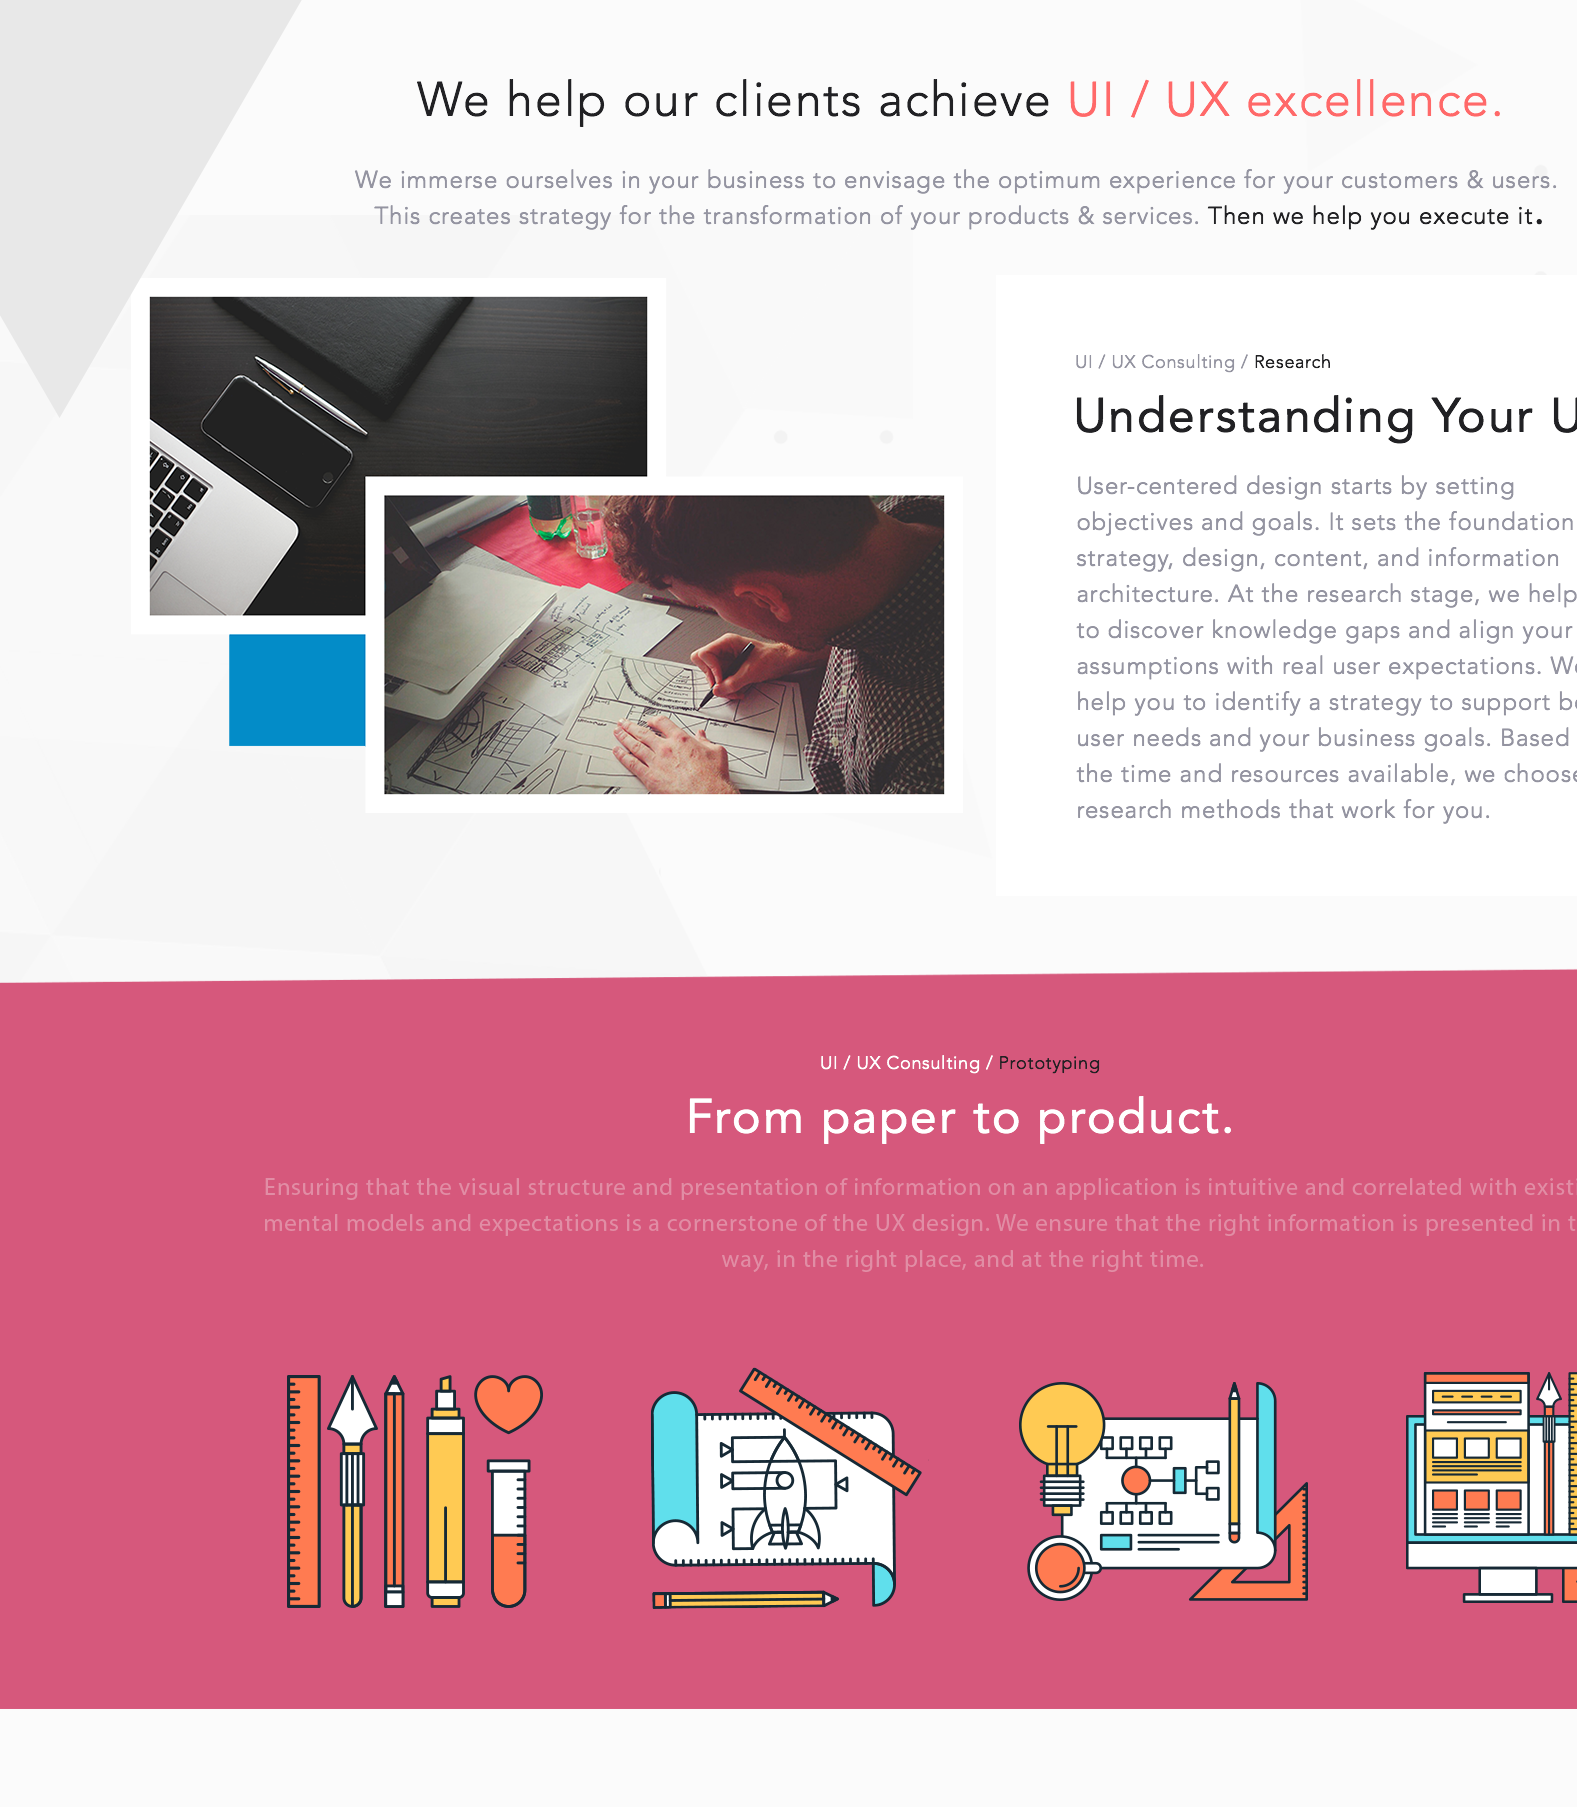 We help our clients achieve UI / UX excellence.
We immerse ourselves in your business to envisage the optimum experience for your customers & users.
This creates strategy for the transformation of your products & services. Then we help you execute it.
UI / UX Consulting / Research
Understanding Your U
User-centered design starts by setting
objectives and goals. It sets the foundation
strategy, design, content, and information
architecture. At the research stage, we help
to discover knowledge gaps and align your
assumptions with real user expectations. We
help you to identify a strategy to support b
user needs and your business goals. Based
the time and resources available, we choose
research methods that work for you.
UI / UX Consulting / Prototyping
From paper to product.
Ensuring that the visual structure and presentation of information on an application is intuitive and correlated with exist
mental models and expectations is a cornerstone of the UX design. We ensure that the right information is presented in t
way, in the right place, and at the right time.